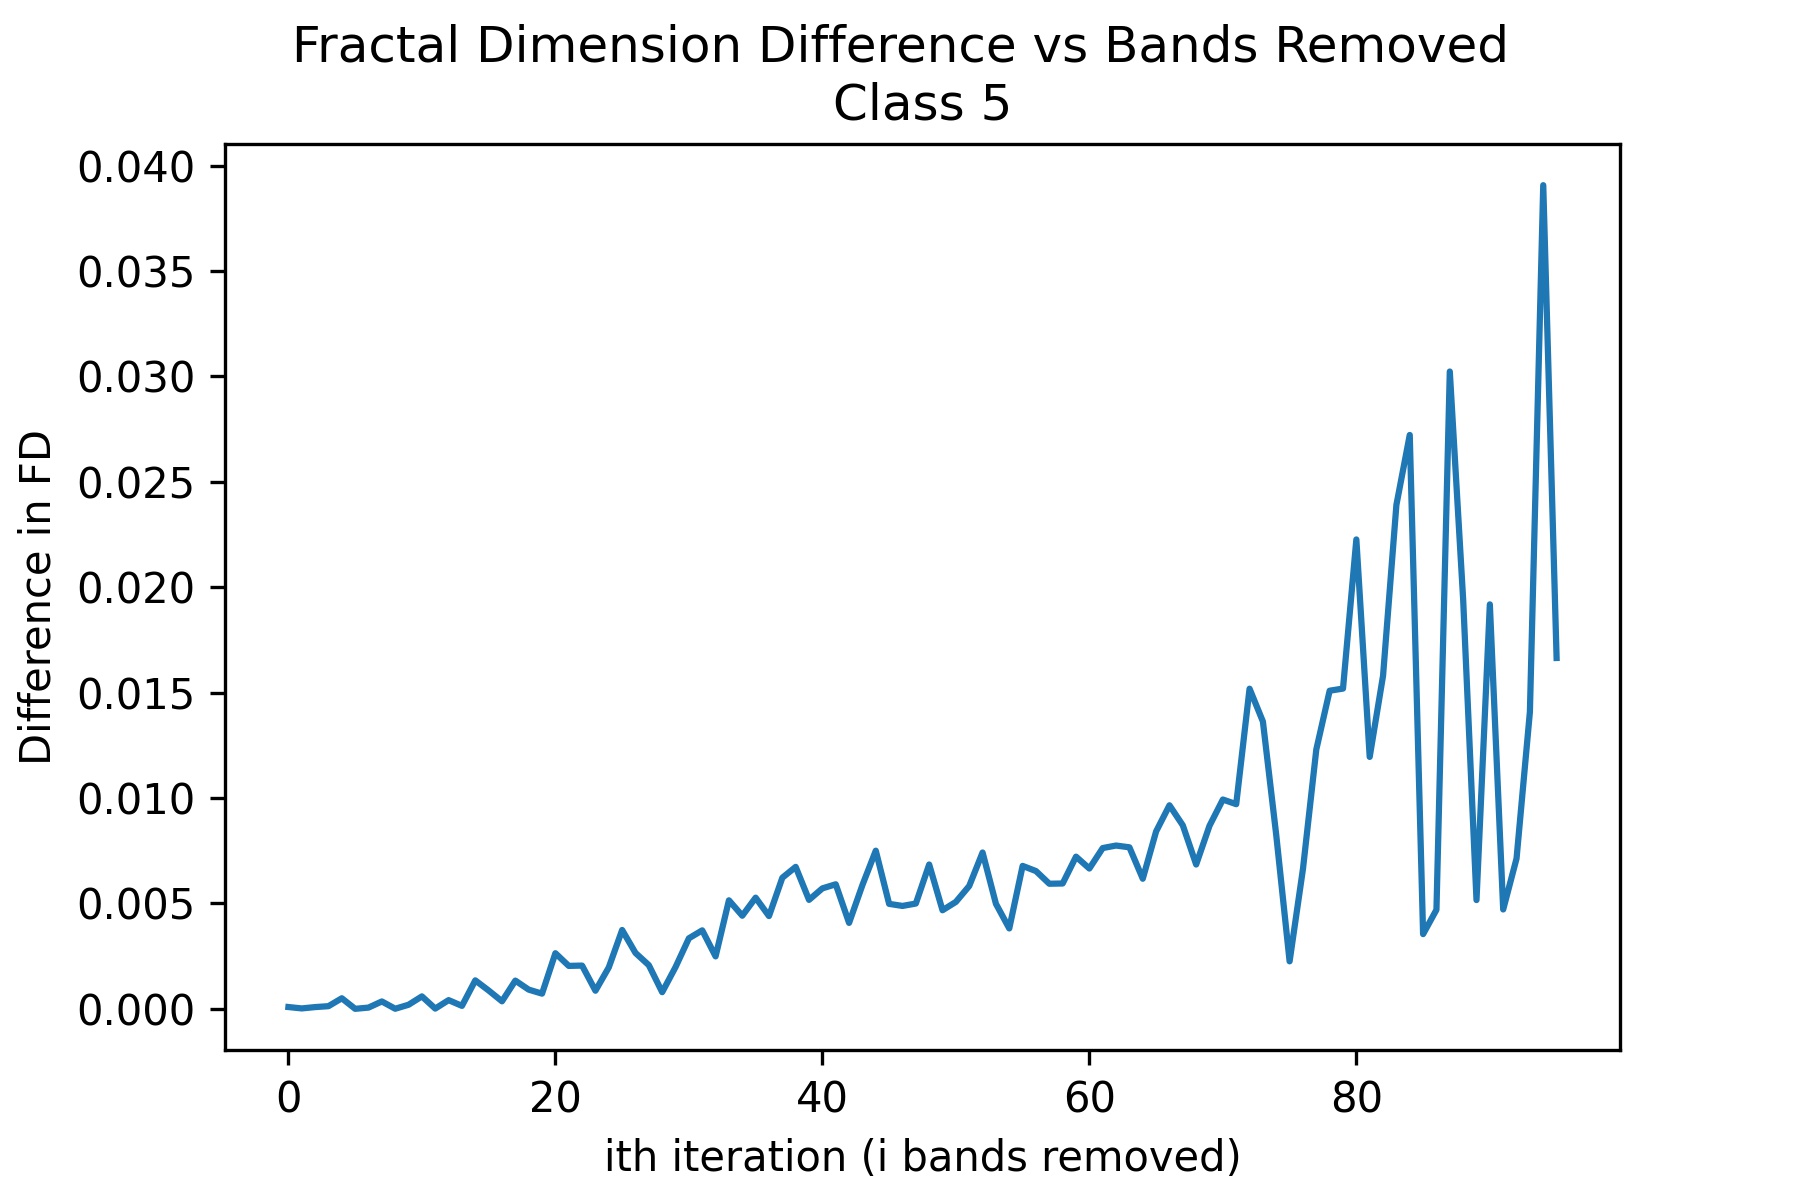 Fractal Dimension Difference vs Bands Removed
Class 5
0.040
0.035
0.030
0.025
0.020
0.015
0.010
0.005
0.000
Difference in FD
0 20 40 60 80
ith iteration (i bands removed)